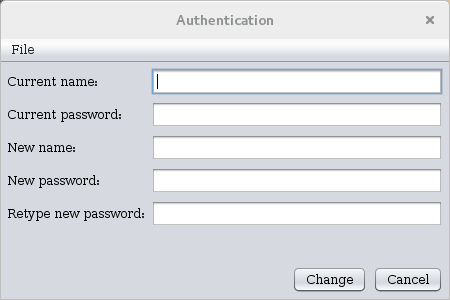 Authentication
File
Current name:
Current password:
New name:
New password:
Retype new password:
Change Cancel